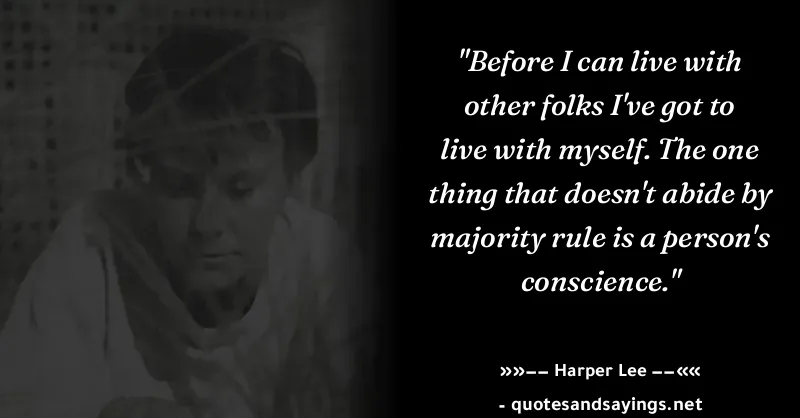 "Before I can live with
other folks I've got to
live with myself. The one
thing that doesn't abide by
majority rule is a person's
conscience."
»»−− Harper Lee −−««
- quotesandsayings.net